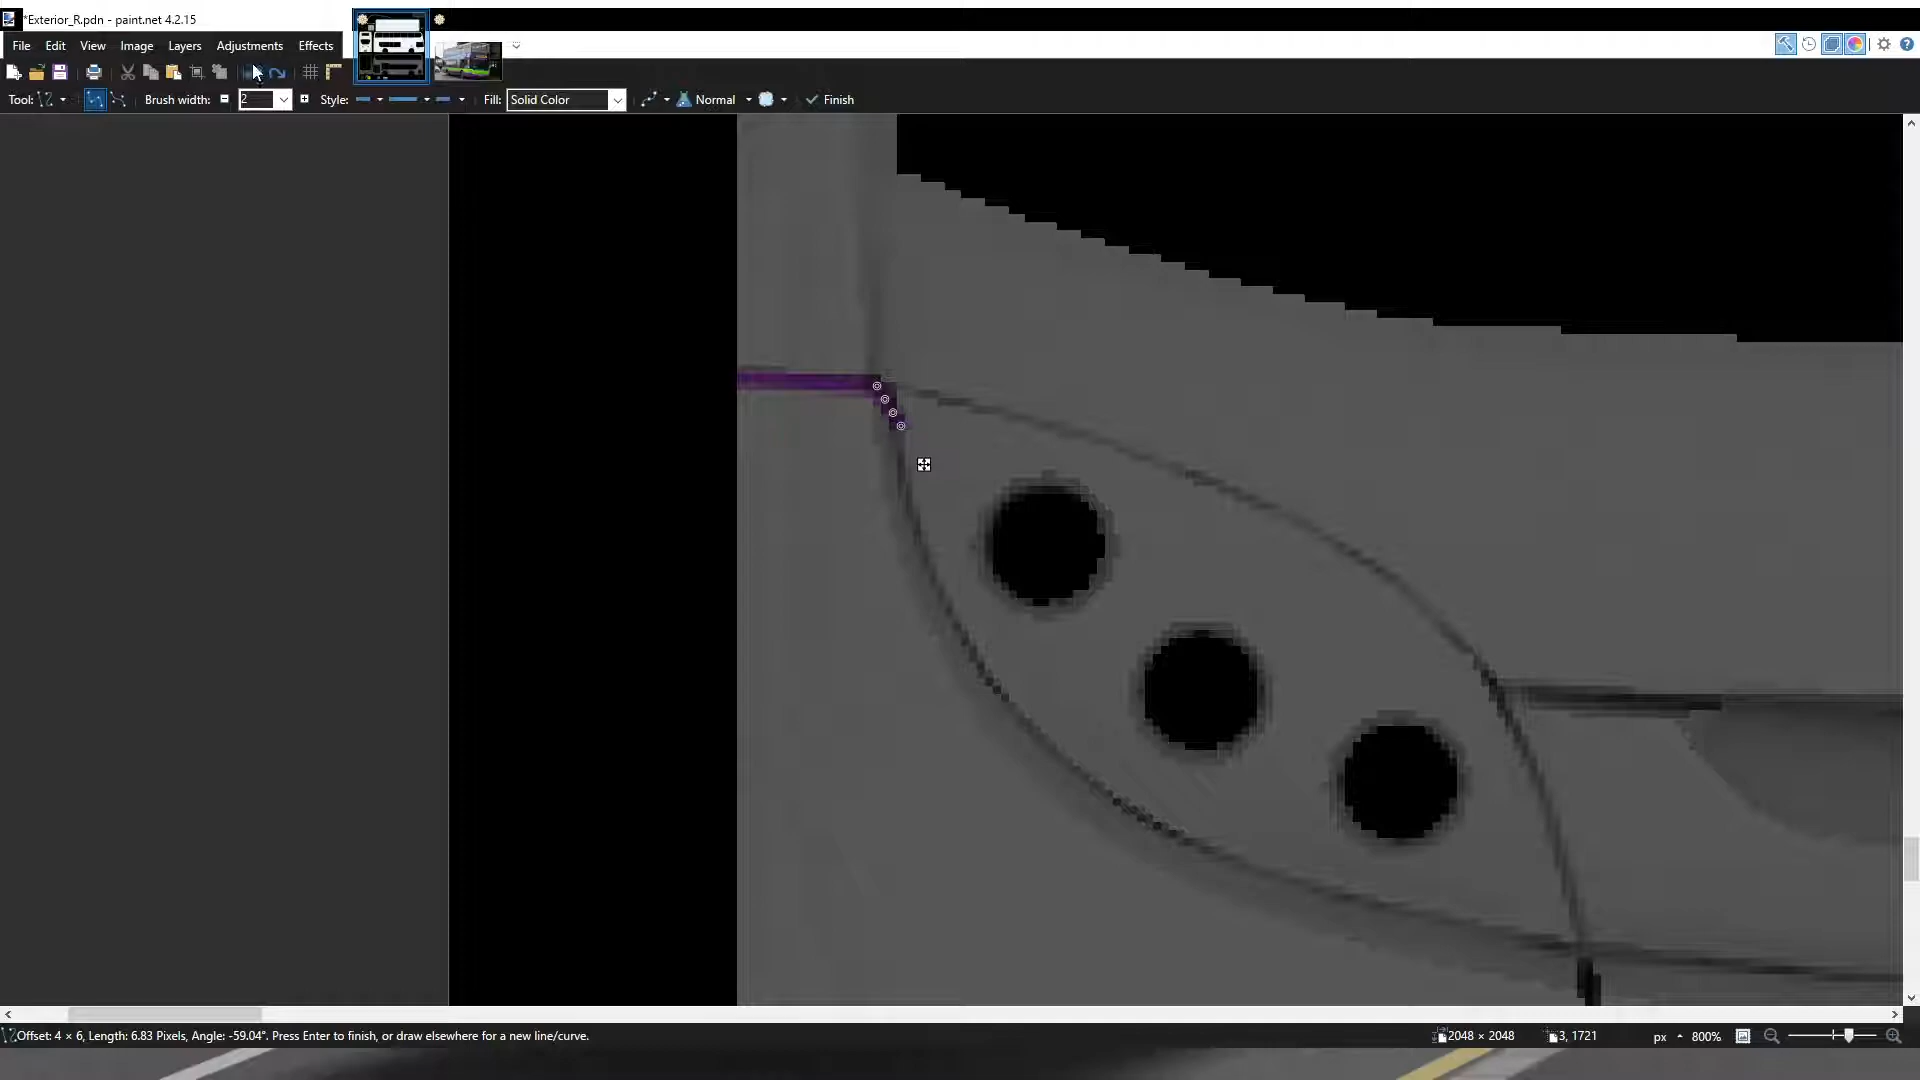 *Exterior_R.pdn - paint.net 4.2.15
File Edit View Image Layers Adjustments Effects
Tool: Brush width: 2 Style: Fill: Solid Color Normal Finish
Offset: 4 × 6, Length: 6.83 Pixels, Angle: -59.04°. Press Enter to finish, or draw elsewhere for a new line/curve. 2048 × 2048 3, 1721 px 800%